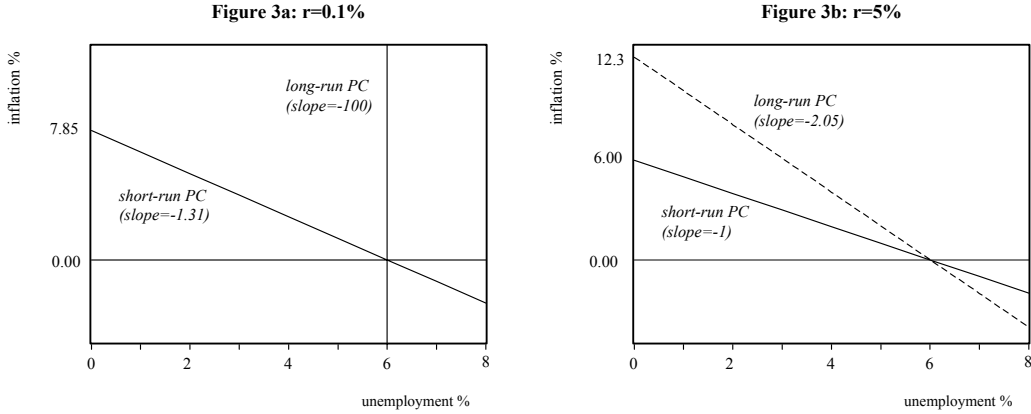 Figure 3a: r=0.1%
inflation %
long-run PC
(slope=-100)
7.85
short-run PC
(slope=-1.31)
0.00
0 2 4 6 8
unemployment %
Figure 3b: r=5%
inflation %
12.3
long-run PC
(slope=-2.05)
6.00
short-run PC
(slope=-1)
0.00
0 2 4 6 8
unemployment %